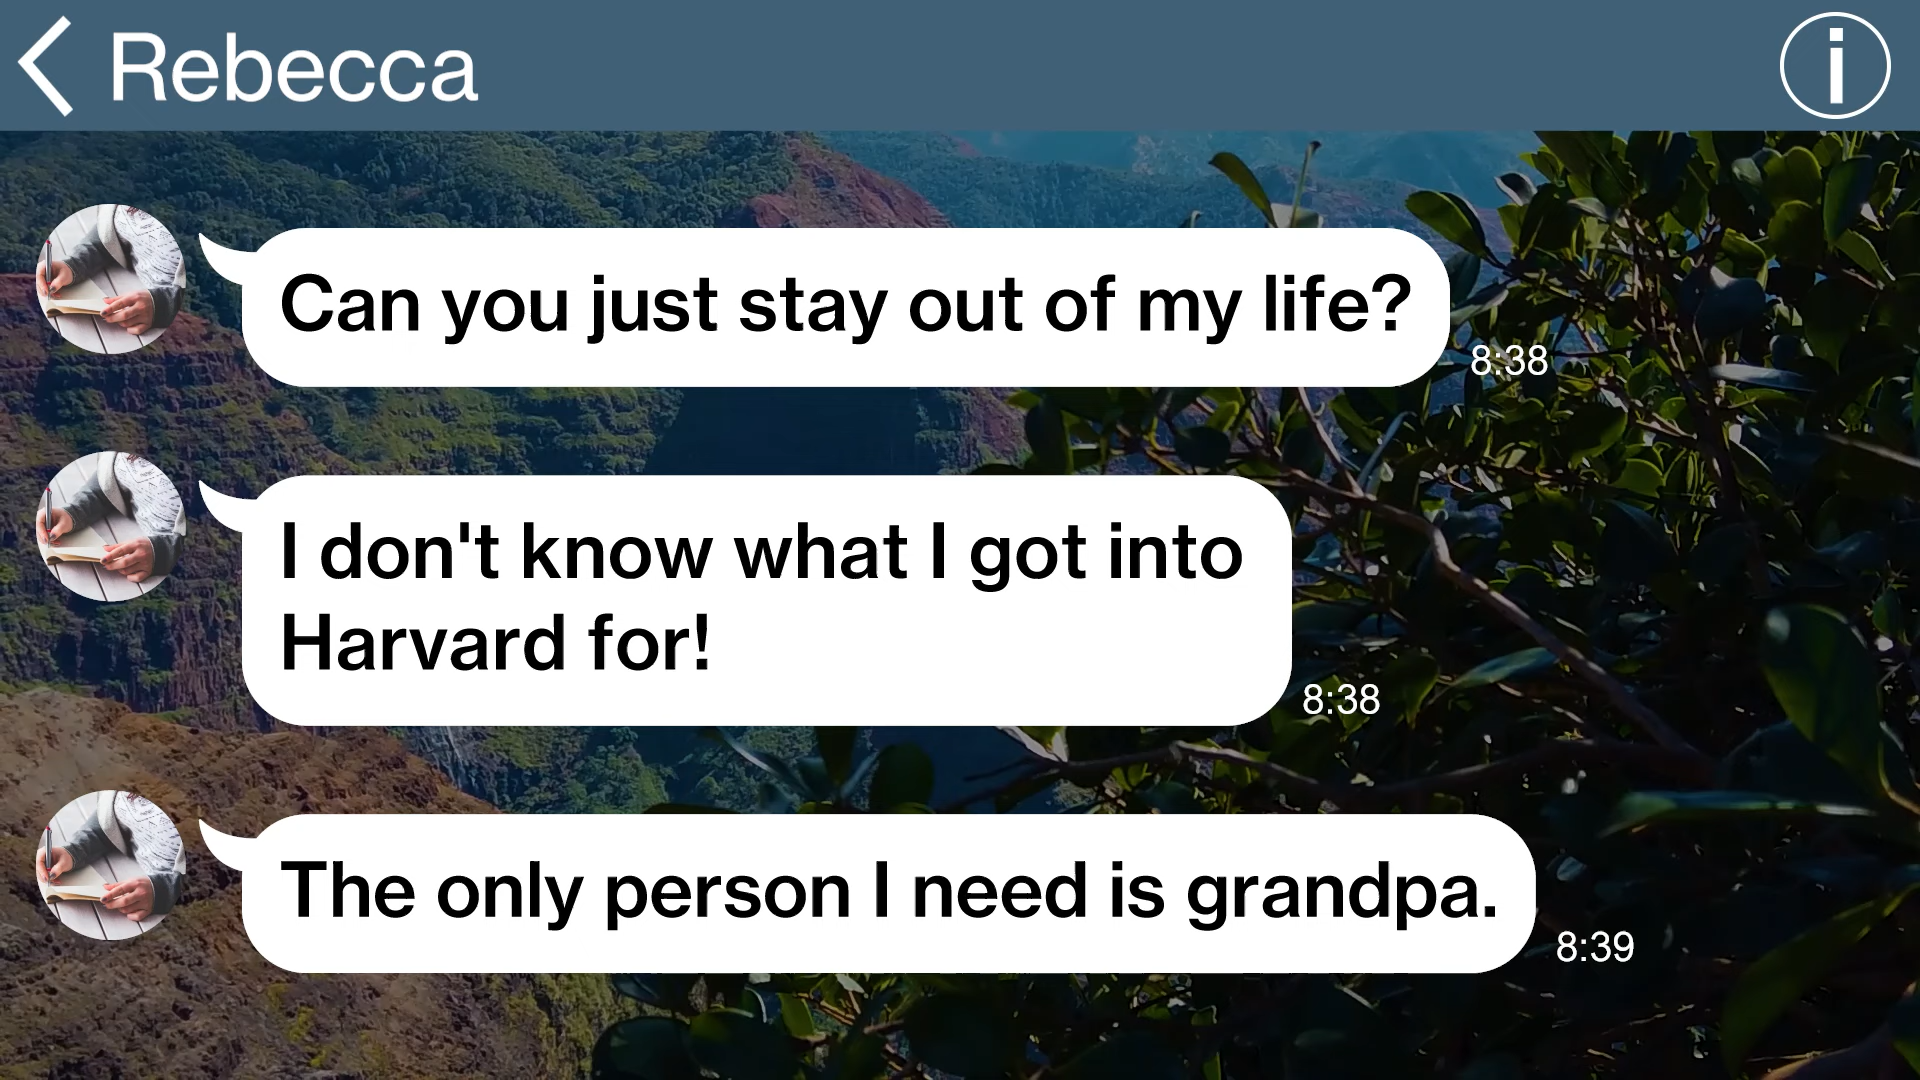 Rebecca
Can you just stay out of my life?
8:38
I don't know what I got into
Harvard for!
8:38
The only person I need is grandpa.
8:39